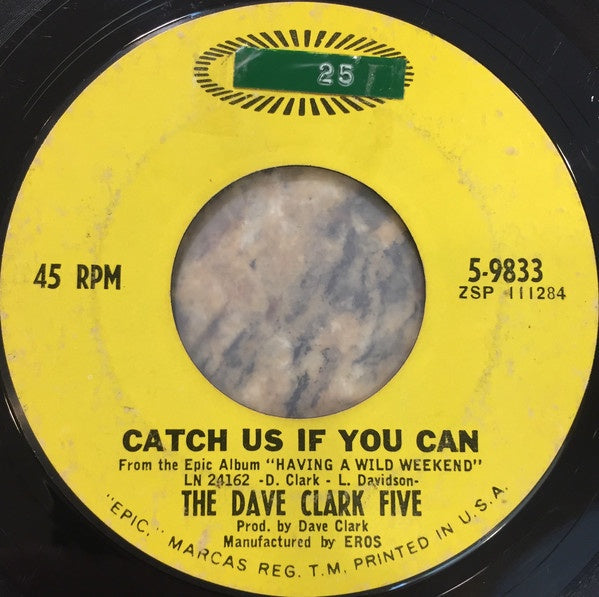 25
45 RPM
5-9833
ZSP 111284
CATCH US IF YOU CAN
From the Epic Album "HAVING A WILD WEEKEND"
LN 24162 -D. Clark - L. Davidson-
THE DAVE CLARK FIVE
Prod. by Dave Clark
Manufactured by EROS
"EPIC," MARCAS REG. T.M. PRINTED IN U.S.A.